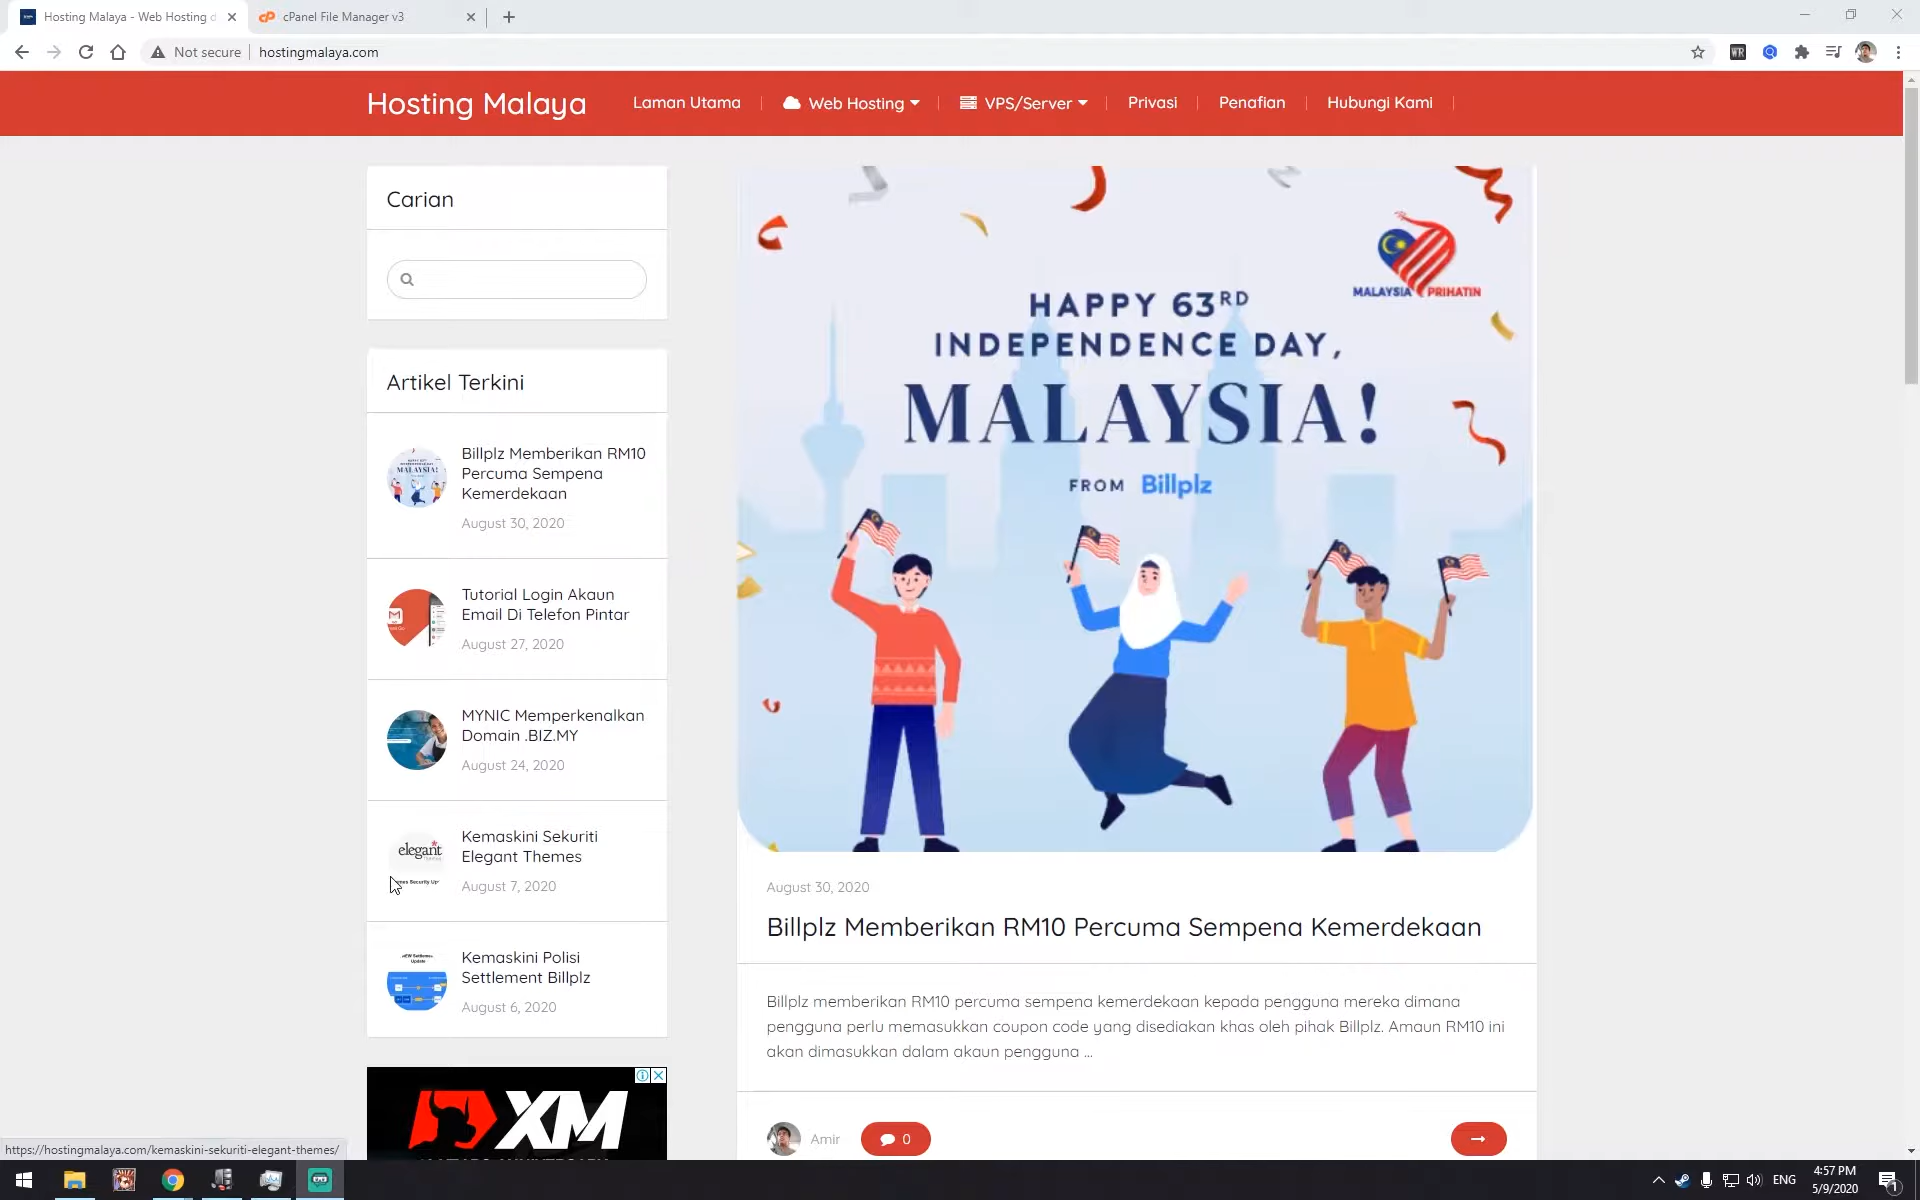 Hosting Malaya - Web Hosting d
cPanel File Manager v3
Not secure
hostingmalaya.com
WR
Hosting Malaya
Laman Utama
Web Hosting
VPS/Server
Privasi
Penafian
Hubungi Kami
Carian
Artikel Terkini
Billplz Memberikan RM10
Percuma Sempena
Kemerdekaan
August 30, 2020
Tutorial Login Akaun
Email Di Telefon Pintar
August 27, 2020
MYNIC Memperkenalkan
Domain .BIZ.MY
August 24, 2020
elegant
Kemaskini Sekuriti
Elegant Themes
August 7, 2020
Kemaskini Polisi
Settlement Billplz
August 6, 2020
XM
MALAYSIA PRIHATIN
HAPPY 63RD
INDEPENDENCE DAY,
MALAYSIA!
FROM Billplz
August 30, 2020
Billplz Memberikan RM10 Percuma Sempena Kemerdekaan
Billplz memberikan RM10 percuma sempena kemerdekaan kepada pengguna mereka dimana
pengguna perlu memasukkan coupon code yang disediakan khas oleh pihak Billplz. Amaun RM10 ini
akan dimasukkan dalam akaun pengguna ...
Amir
0
https://hostingmalaya.com/kemaskini-sekuriti-elegant-themes/
ENG
4:57 PM
5/9/2020
1